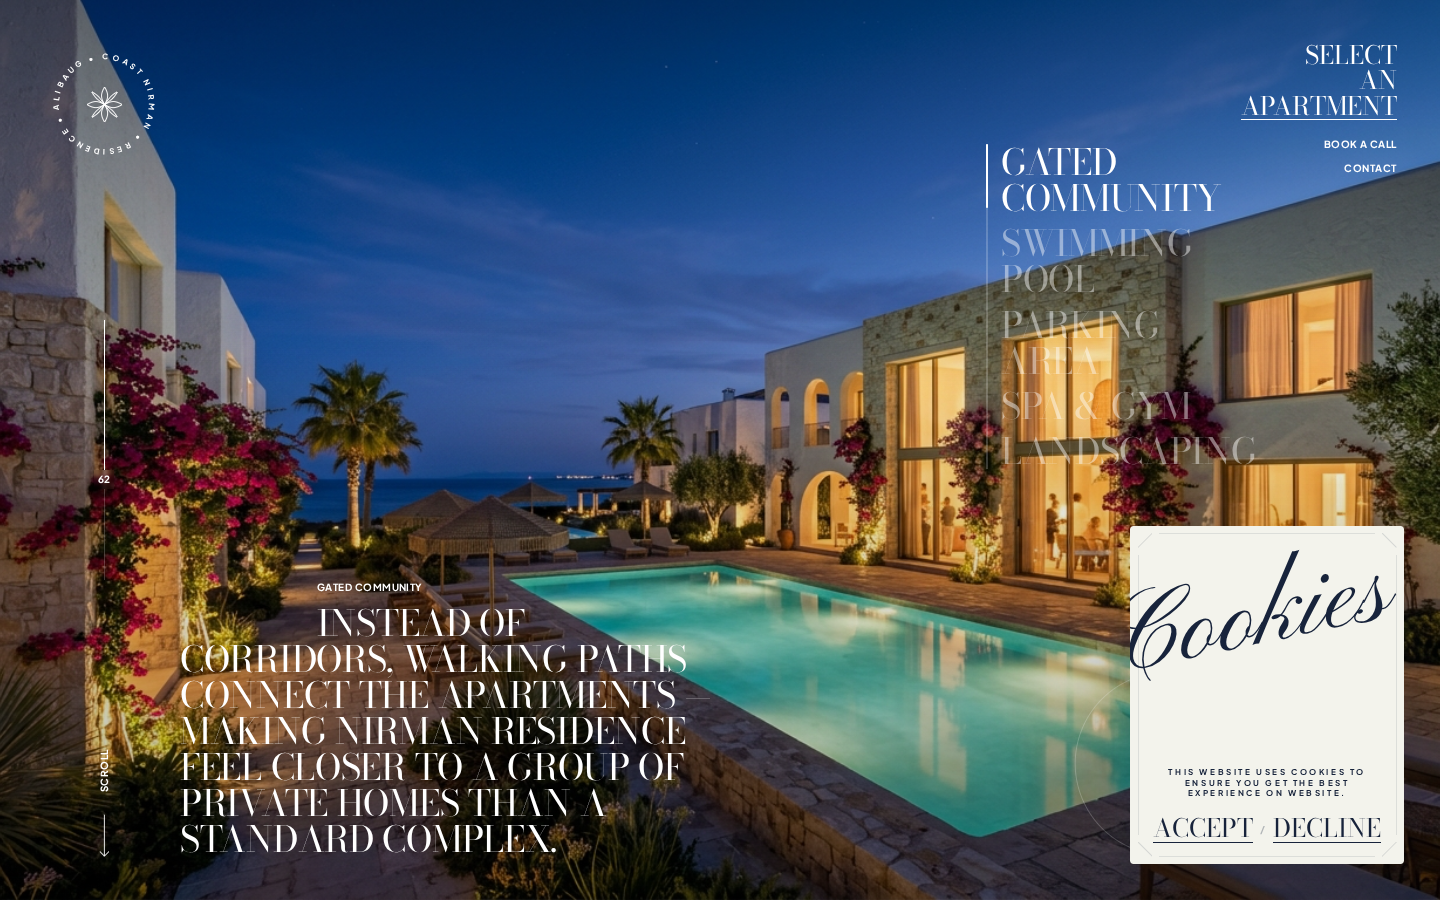 COAST NIRMAN • RESIDENCE • ALIBAUG •
SELECT
AN
APARTMENT
BOOK A CALL
CONTACT
GATED
COMMUNITY
SWIMMING
POOL
PARKING
AREA
SPA & GYM
LANDSCAPING
62
SCROLL
GATED COMMUNITY
INSTEAD OF
CORRIDORS, WALKING PATHS
CONNECT THE APARTMENTS —
MAKING NIRMAN RESIDENCE
FEEL CLOSER TO A GROUP OF
PRIVATE HOMES THAN A
STANDARD COMPLEX.
Cookies
THIS WEBSITE USES COOKIES TO
ENSURE YOU GET THE BEST
EXPERIENCE ON WEBSITE.
ACCEPT / DECLINE